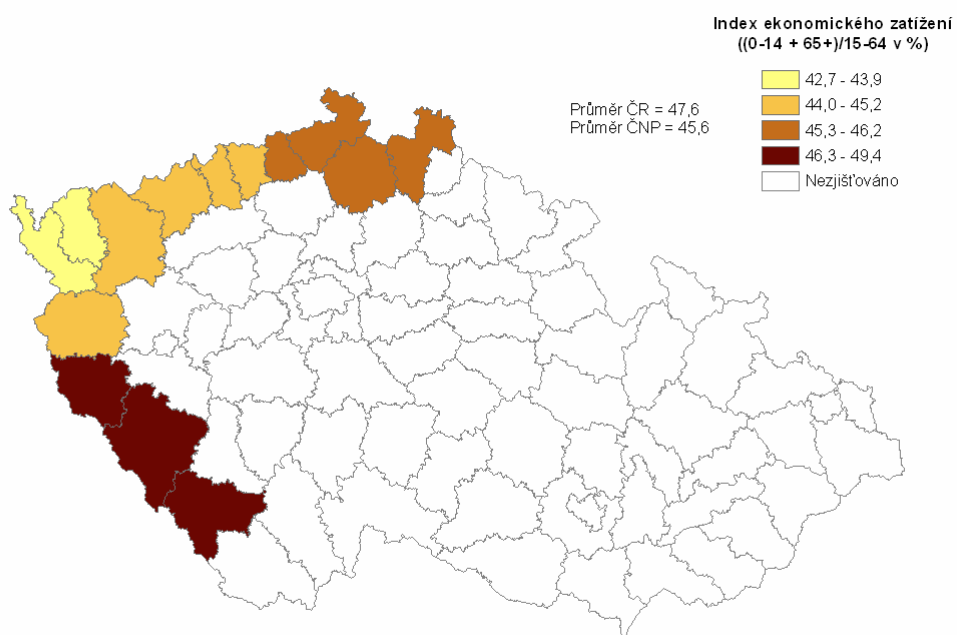 Index ekonomického zatížení
((0-14 + 65+)/15-64 v %)
42,7 - 43,9
44,0 - 45,2
45,3 - 46,2
46,3 - 49,4
Nezjišťováno
Průměr ČR = 47,6
Průměr ČNP = 45,6